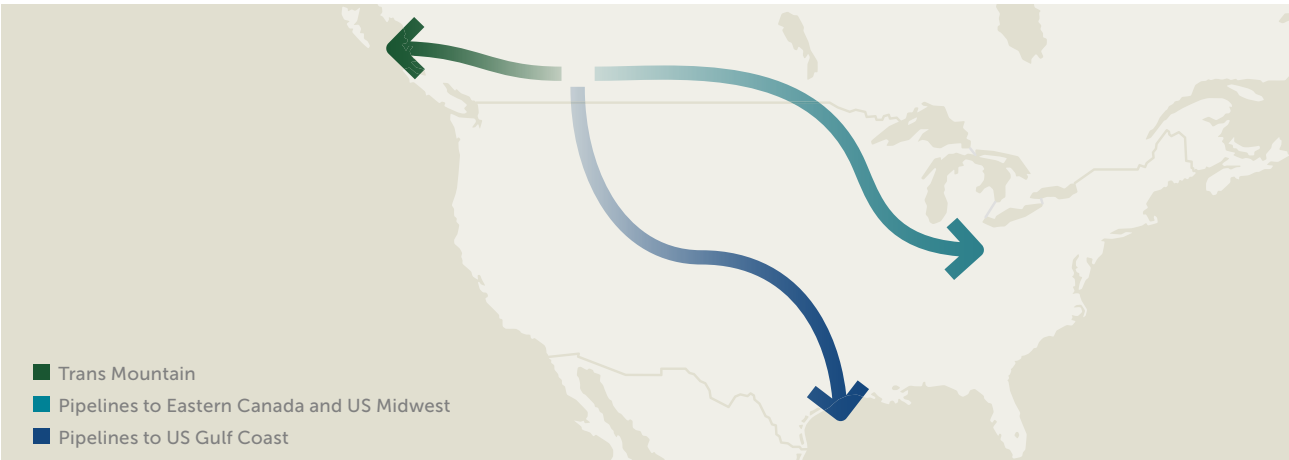 Trans Mountain
Pipelines to Eastern Canada and US Midwest
Pipelines to US Gulf Coast